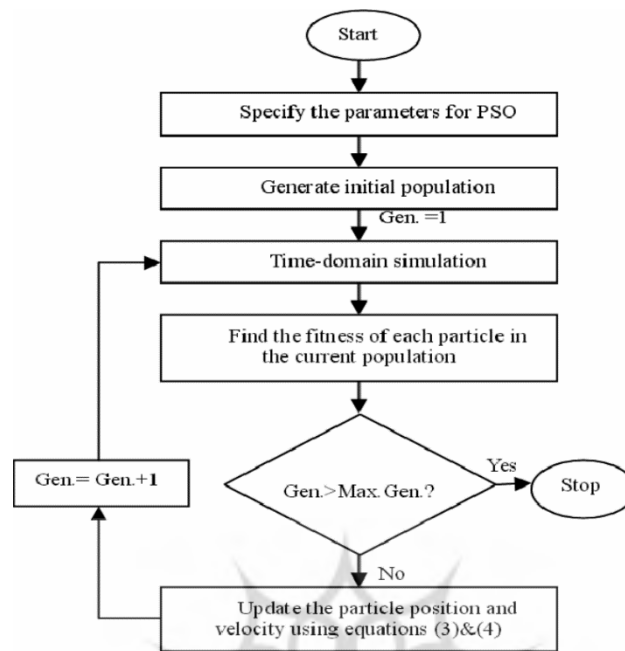 Start
Specify the parameters for PSO
Generate initial population
Gen. =1
Time-domain simulation
Find the fitness of each particle in
the current population
Gen.>Max. Gen.?
Yes
Stop
No
Update the particle position and
velocity using equations (3)&(4)
Gen.= Gen.+1